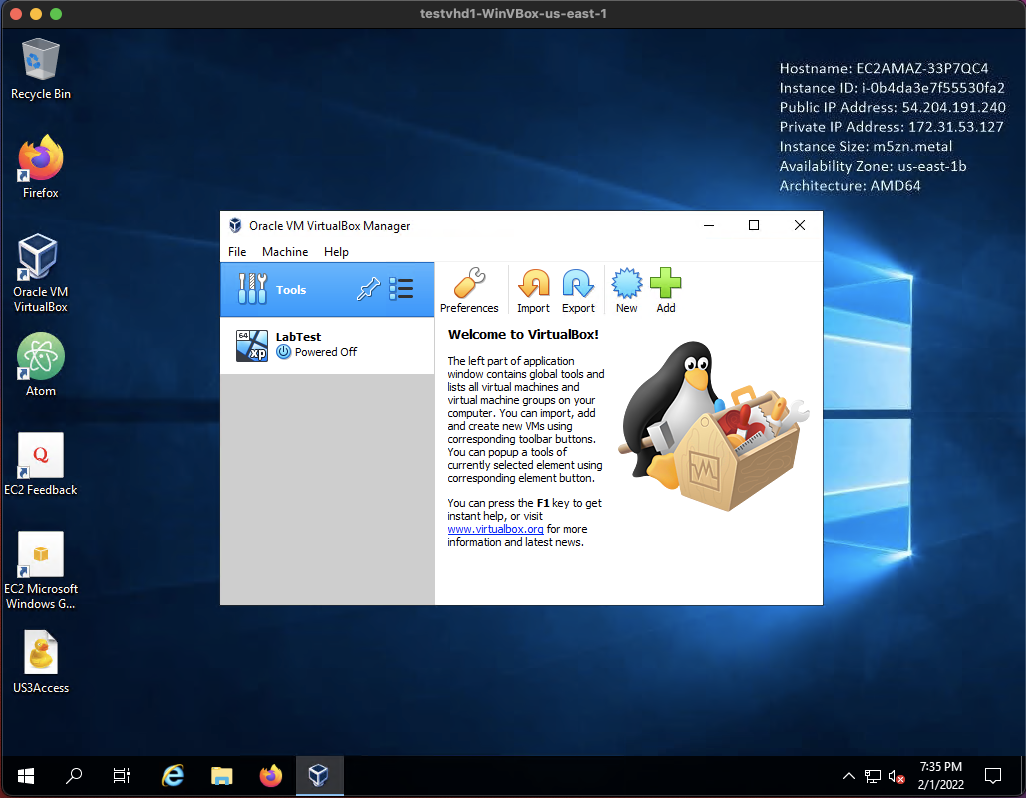 testvhd1-WinVBox-us-east-1
Recycle Bin
Firefox
Oracle VM
VirtualBox
Atom
Q
EC2 Feedback
EC2 Microsoft
Windows G...
US3Access
Hostname: EC2AMAZ-33P7QC4
Instance ID: i-0b4da3e7f55530fa2
Public IP Address: 54.204.191.240
Private IP Address: 172.31.53.127
Instance Size: m5zn.metal
Availability Zone: us-east-1b
Architecture: AMD64
Oracle VM VirtualBox Manager
File Machine Help
Tools
64
xp
LabTest
Powered Off
Preferences Import Export New Add
Welcome to VirtualBox!
The left part of application
window contains global tools and
lists all virtual machines and
virtual machine groups on your
computer. You can import, add
and create new VMs using
corresponding toolbar buttons.
You can popup a tools of
currently selected element using
corresponding element button.
You can press the F1 key to get
instant help, or visit
www.virtualbox.org for more
information and latest news.
7:35 PM
2/1/2022